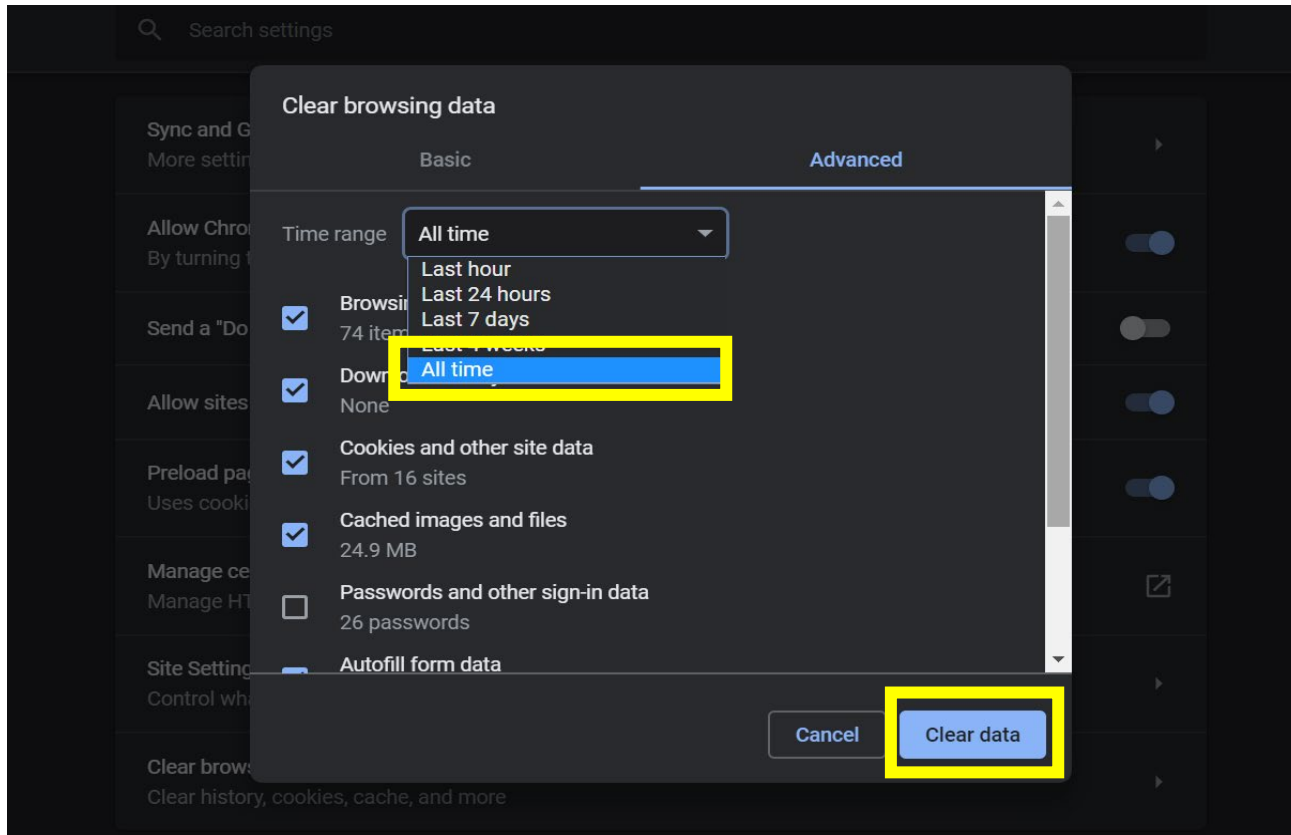 Search settings
Clear browsing data
Sync and G
More settin
Basic
Advanced
Allow Chro
By turning
Time range
All time
Last hour
Last 24 hours
Last 7 days
Last 4 weeks
All time
Browsin
74 item
Send a "Do
None
Allow sites
Cookies and other site data
From 16 sites
Preload pa
Uses cooki
Cached images and files
24.9 MB
Manage ce
Manage HT
Passwords and other sign-in data
26 passwords
Site Setting
Control wh
Autofill form data
Cancel
Clear data
Clear brows
Clear history, cookies, cache, and more